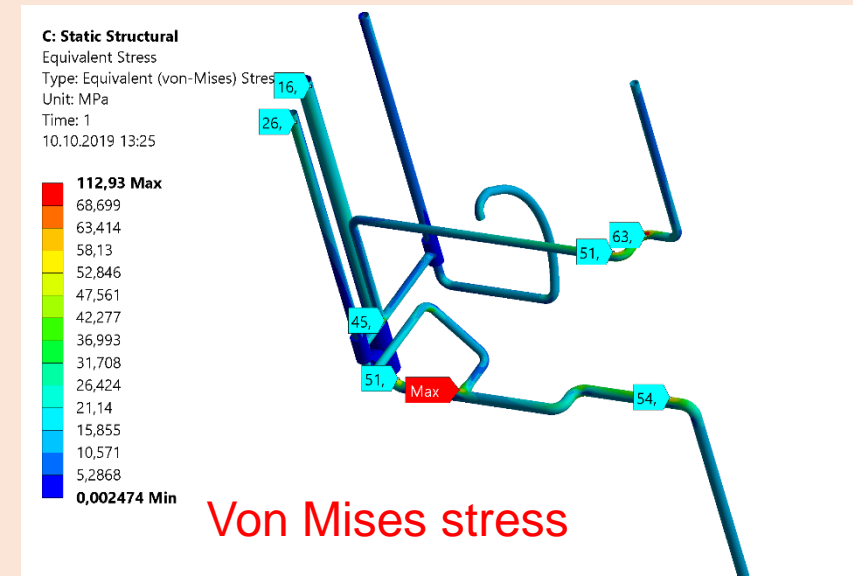 C: Static Structural
Equivalent Stress
Type: Equivalent (von-Mises) Stres
Unit: MPa
Time: 1
10.10.2019 13:25
112,93 Max
68,699
63,414
58,13
52,846
47,561
42,277
36,993
31,708
26,424
21,14
15,855
10,571
5,2868
0,002474 Min
16,
26,
63,
51,
45,
51,
Max
54,
Von Mises stress